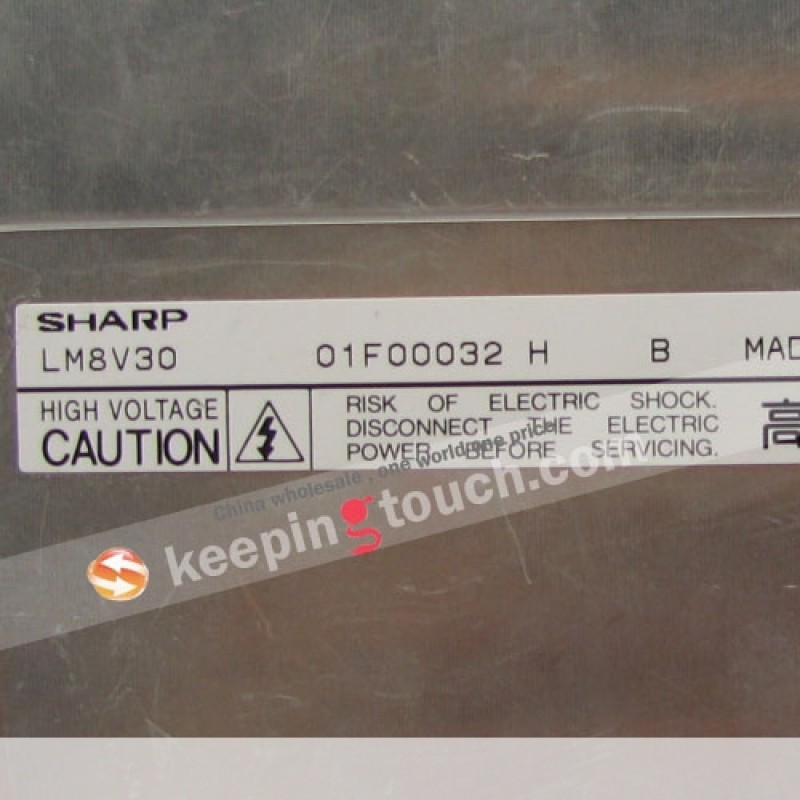 SHARP
LM8V30 01F00032 H B MAD
HIGH VOLTAGE
CAUTION
RISK OF ELECTRIC SHOCK.
DISCONNECT THE ELECTRIC
POWER BEFORE SERVICING.
高
China wholesale , one world,one price
keepingtouch.com